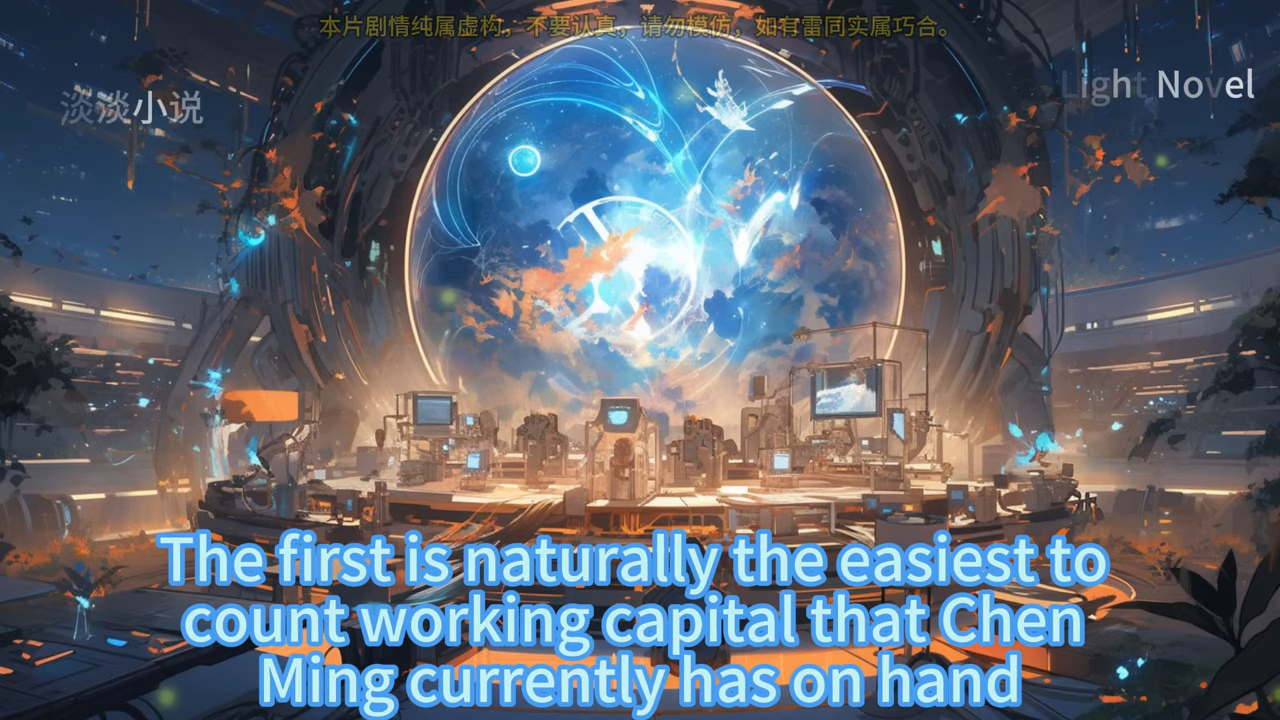 本片剧情纯属虚构，不要认真，请勿模仿，如有雷同实属巧合。
淡淡小说
Light Novel
The first is naturally the easiest to
count working capital that Chen
Ming currently has on hand